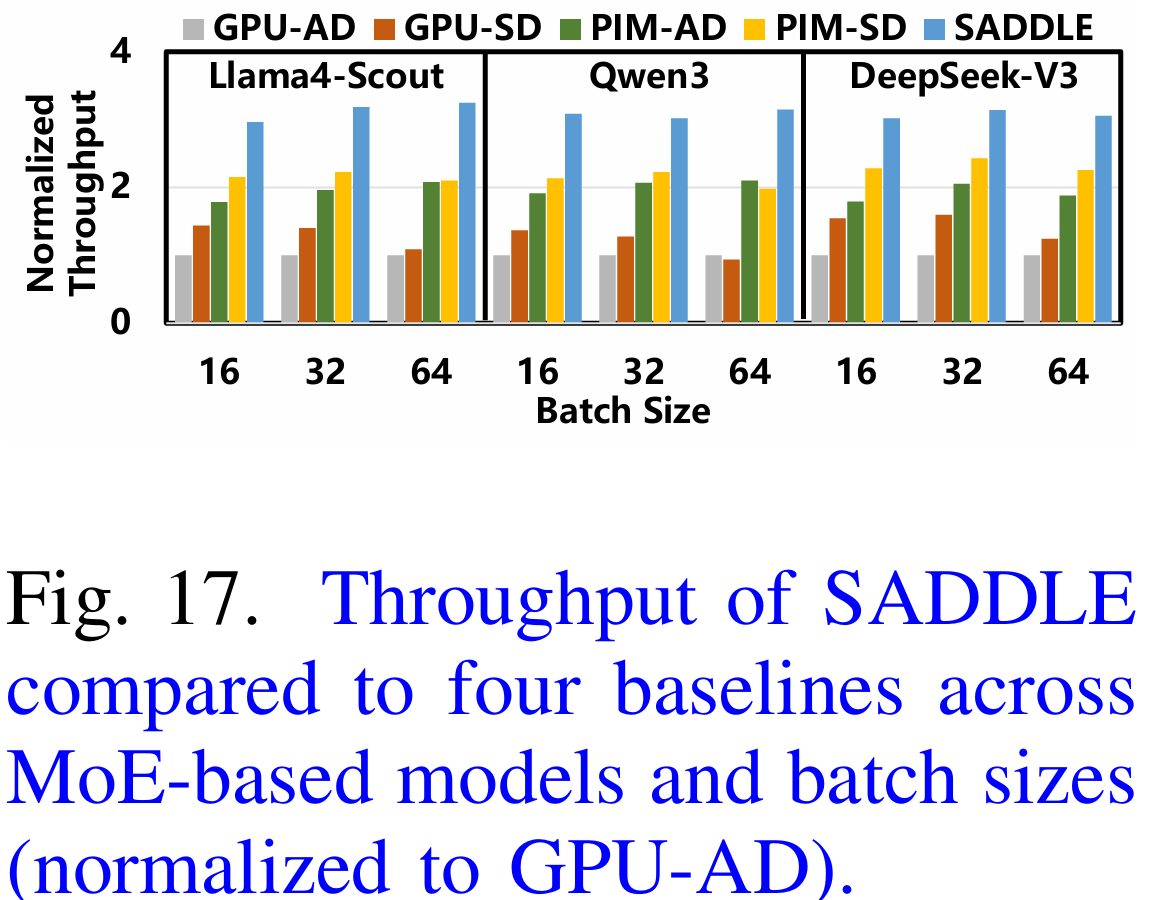 GPU-AD GPU-SD PIM-AD PIM-SD SADDLE
4
Llama4-Scout Qwen3 DeepSeek-V3
Normalized
Throughput
2
0
16 32 64 16 32 64 16 32 64
Batch Size
Fig. 17. Throughput of SADDLE
compared to four baselines across
MoE-based models and batch sizes
(normalized to GPU-AD).